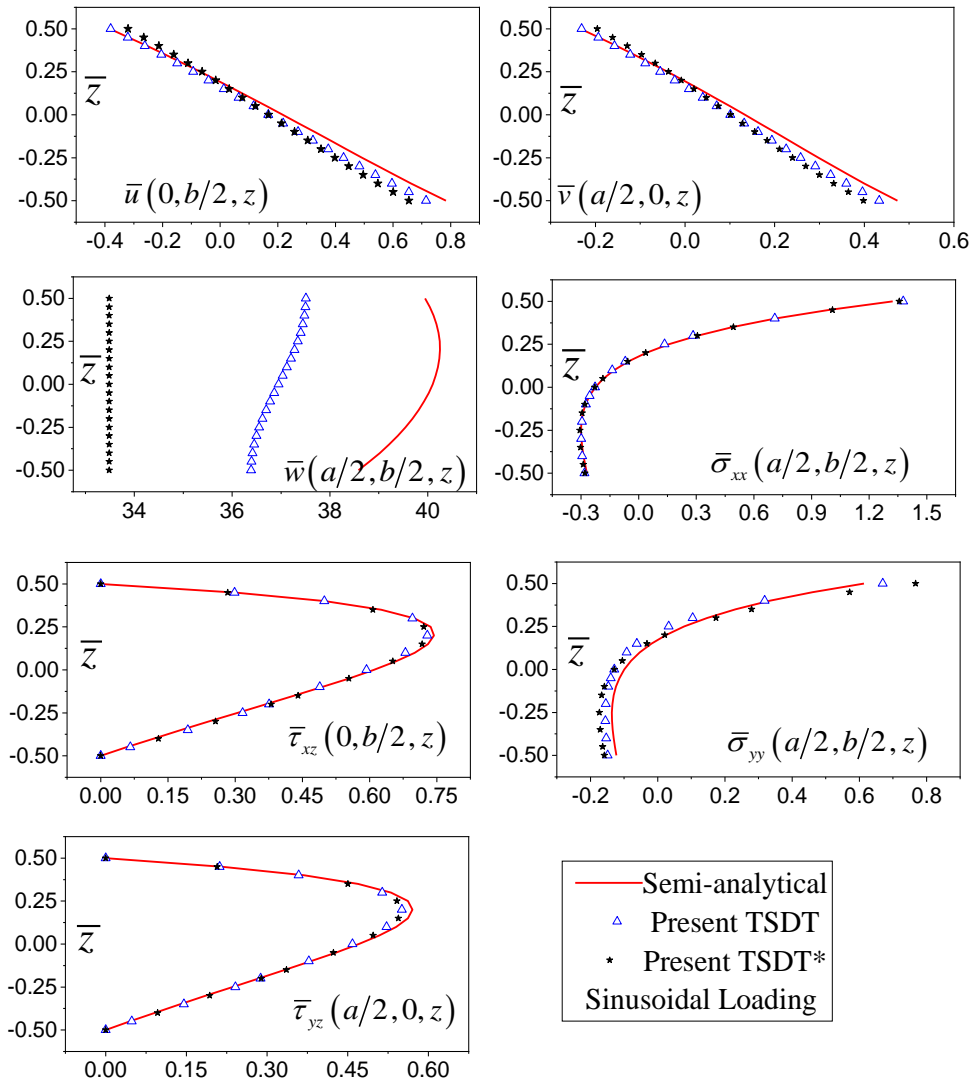 0.50
0.25
0.00
-0.25
-0.50
z̅
u̅(0,b/2,z)
-0.4 -0.2 0.0 0.2 0.4 0.6 0.8
0.50
0.25
0.00
-0.25
-0.50
z̅
v̅(a/2,0,z)
-0.2 0.0 0.2 0.4 0.6
0.50
0.25
0.00
-0.25
-0.50
z̅
w̅(a/2,b/2,z)
34 36 38 40
0.50
0.25
0.00
-0.25
-0.50
z̅
σ̅xx(a/2,b/2,z)
-0.3 0.0 0.3 0.6 0.9 1.2 1.5
0.50
0.25
0.00
-0.25
-0.50
z̅
τ̅xz(0,b/2,z)
0.00 0.15 0.30 0.45 0.60 0.75
0.50
0.25
0.00
-0.25
-0.50
z̅
σ̅yy(a/2,b/2,z)
-0.2 0.0 0.2 0.4 0.6 0.8
0.50
0.25
0.00
-0.25
-0.50
z̅
τ̅yz(a/2,0,z)
0.00 0.15 0.30 0.45 0.60
Semi-analytical
Present TSDT
Present TSDT*
Sinusoidal Loading